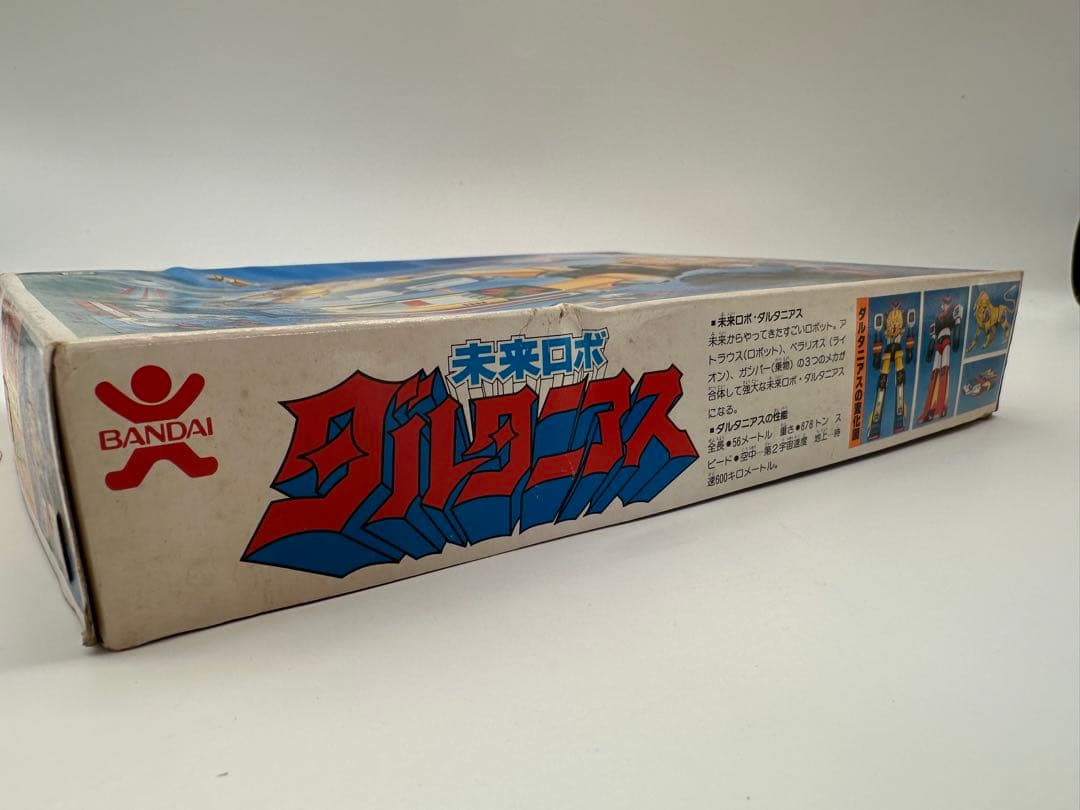 BANDAI
未来ロボ
ダルタニアス
■未来ロボ・ダルタニアス
未来からやってきたすごいロボット。ア
トラウス(ロボット)、ベラリオス(ライ
オン)、ガンパー(乗物)の3つのメカが
合体して強大な未来ロボ・ダルタニアス
になる。
■ダルタニアスの性能
全長●56メートル 重さ●878トン ス
ピード●空中…第2宇宙速度 地上…時
速600キロメートル。
ダルタニアスの変化